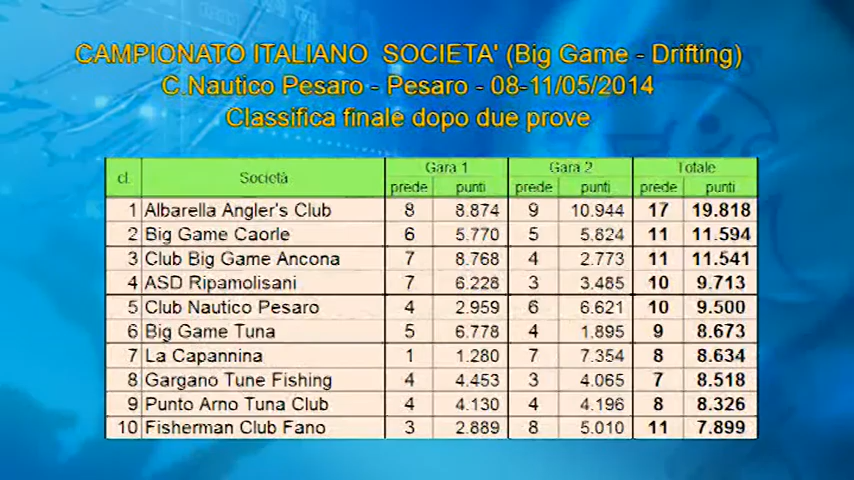 CAMPIONATO ITALIANO SOCIETA' (Big Game - Drifting)
C.Nautico Pesaro - Pesaro - 08-11/05/2014
Classifica finale dopo due prove
cl. Società Gara 1 Gara 2 Totale
prede punti prede punti prede punti
1 Albarella Angler's Club 8 8.874 9 10.944 17 19.818
2 Big Game Caorle 6 5.770 5 5.824 11 11.594
3 Club Big Game Ancona 7 8.768 4 2.773 11 11.541
4 ASD Ripamolisani 7 6.228 3 3.485 10 9.713
5 Club Nautico Pesaro 4 2.959 6 6.621 10 9.500
6 Big Game Tuna 5 6.778 4 1.895 9 8.673
7 La Capannina 1 1.280 7 7.354 8 8.634
8 Gargano Tune Fishing 4 4.453 3 4.065 7 8.518
9 Punto Arno Tuna Club 4 4.130 4 4.196 8 8.326
10 Fisherman Club Fano 3 2.889 8 5.010 11 7.899